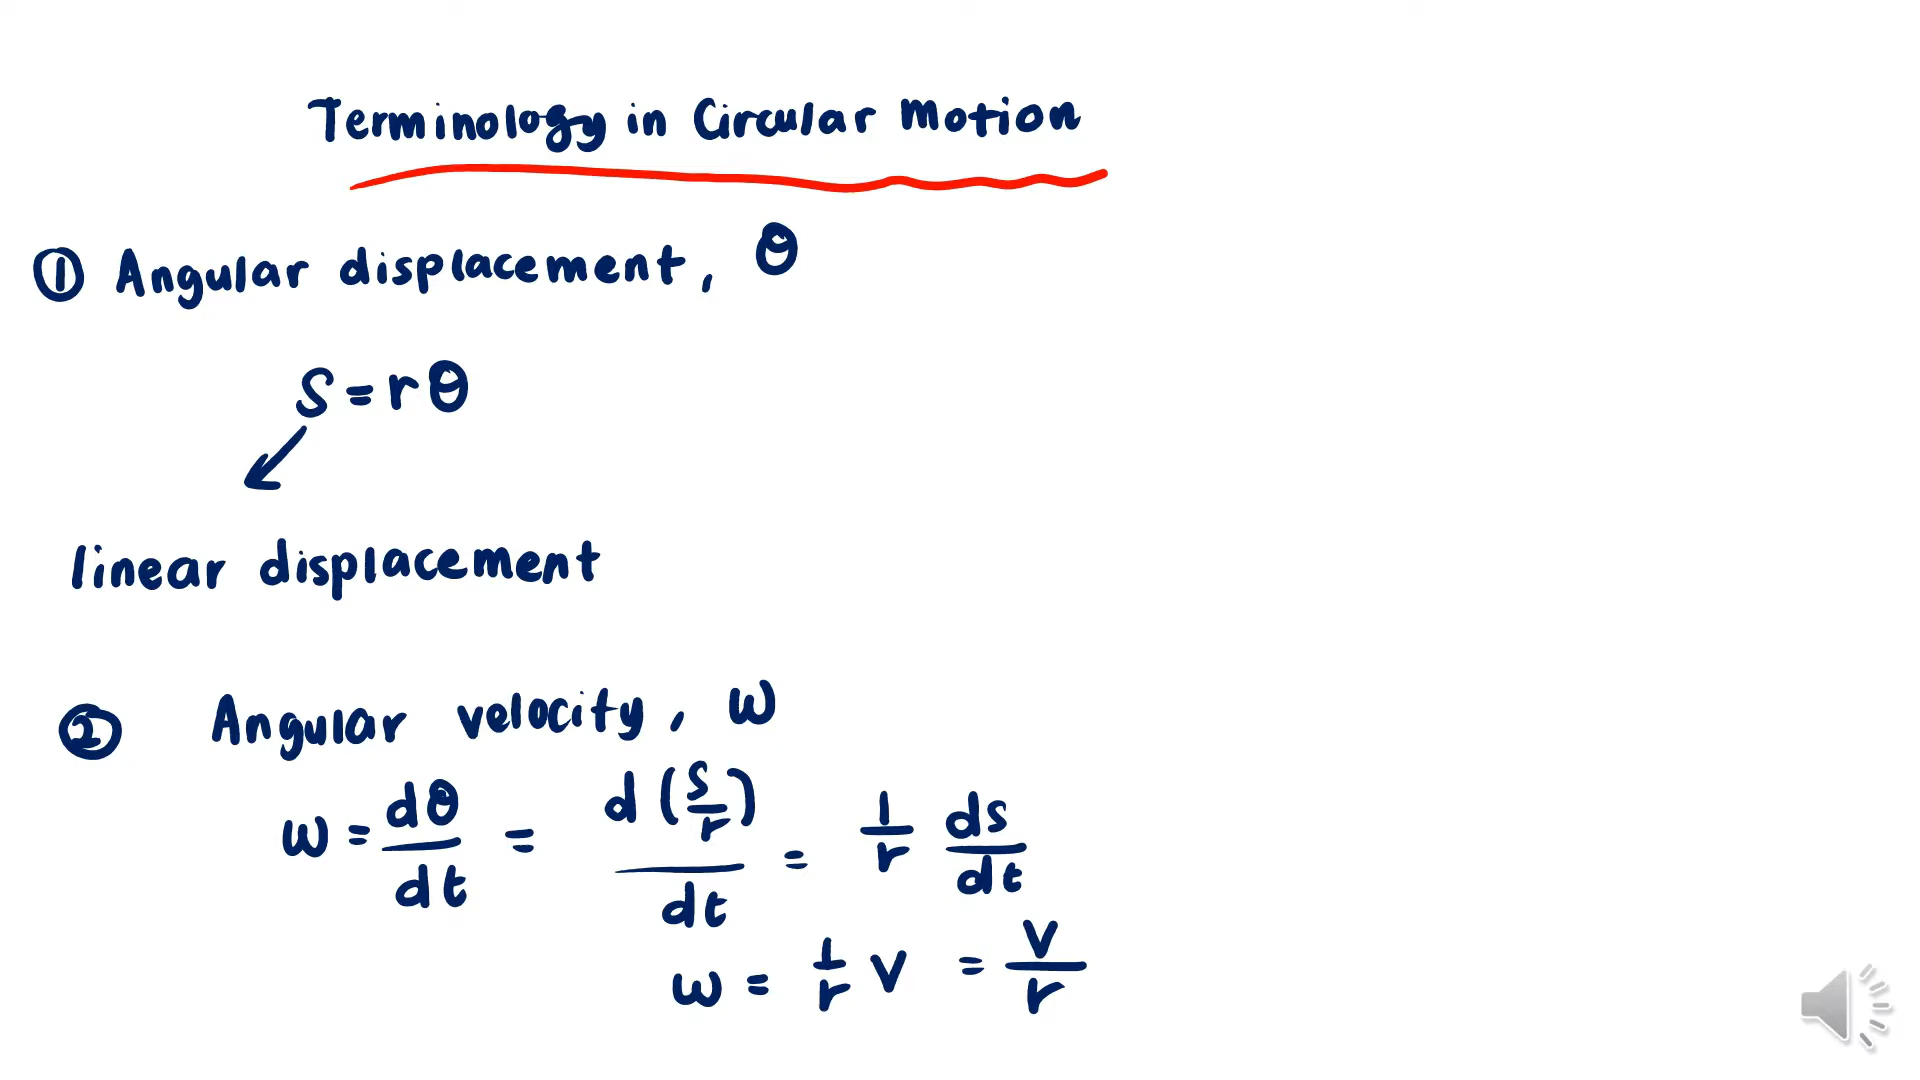 Terminology in Circular Motion
① Angular displacement, θ
S = rθ
linear displacement
② Angular velocity, ω
ω = dθ/dt = d(s/r)/dt = 1/r ds/dt
ω = 1/r v = v/r